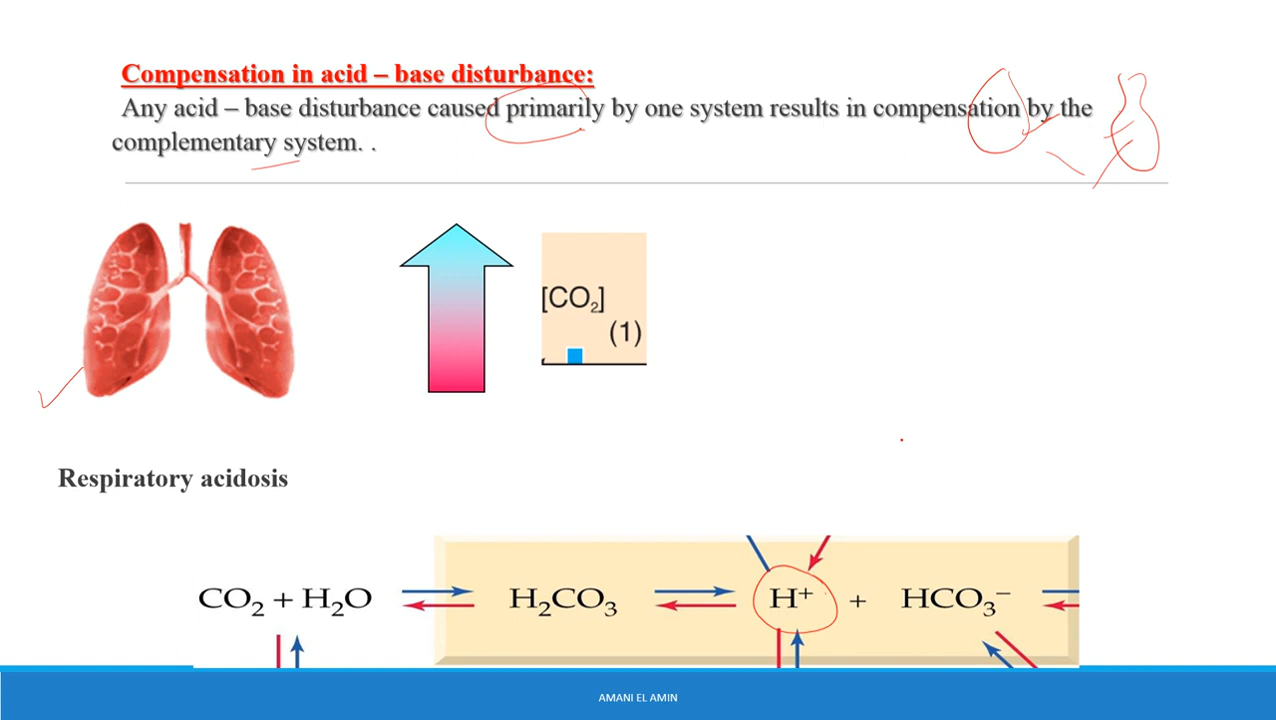 Compensation in acid – base disturbance:
Any acid – base disturbance caused primarily by one system results in compensation by the
complementary system. .
[CO₂]
(1)
Respiratory acidosis
CO₂ + H₂O H₂CO₃ H⁺ + HCO₃⁻
AMANI EL AMIN